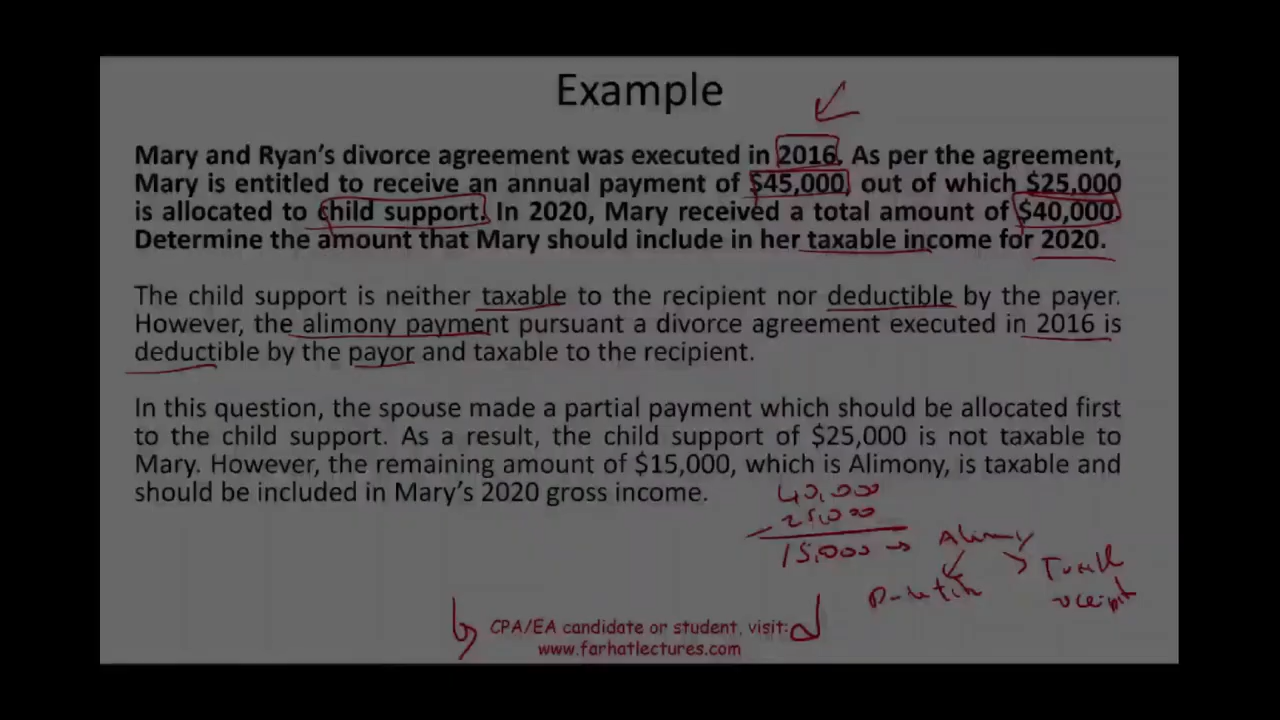 Example
Mary and Ryan's divorce agreement was executed in 2016. As per the agreement,
Mary is entitled to receive an annual payment of $45,000, out of which $25,000
is allocated to child support. In 2020, Mary received a total amount of $40,000.
Determine the amount that Mary should include in her taxable income for 2020.
The child support is neither taxable to the recipient nor deductible by the payer.
However, the alimony payment pursuant a divorce agreement executed in 2016 is
deductible by the payor and taxable to the recipient.
In this question, the spouse made a partial payment which should be allocated first
to the child support. As a result, the child support of $25,000 is not taxable to
Mary. However, the remaining amount of $15,000, which is Alimony, is taxable and
should be included in Mary's 2020 gross income.
40,000
- 25,000
15,000 → Alimony
CPA/EA candidate or student, visit:
www.farhatlectures.com